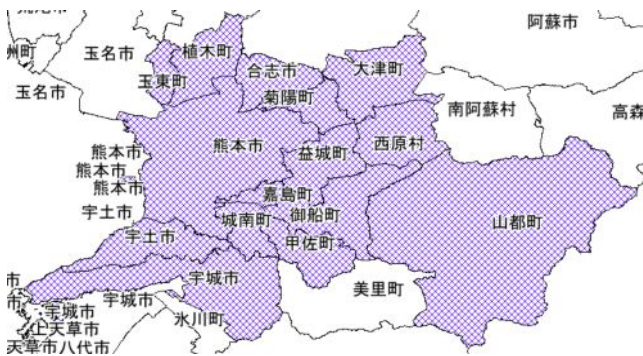 阿蘇市
玉名市
植木町
合志市
大津町
州町
玉東町
菊陽町
玉名市
南阿蘇村
高森
熊本市
西原村
熊本市
益城町
熊本市
熊本市
嘉島町
宇土市
城南町
御船町
山都町
宇土市
甲佐町
宇城市
美里町
市
宇城市
市
宇城市
氷川町
上天草市
天草市
八代市